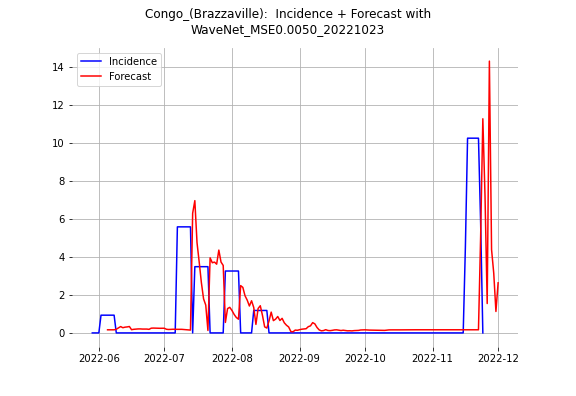 Congo_(Brazzaville):  Incidence + Forecast with
WaveNet_MSE0.0050_20221023
Incidence
Forecast
14
12
10
8
6
4
2
0
2022-06 2022-07 2022-08 2022-09 2022-10 2022-11 2022-12